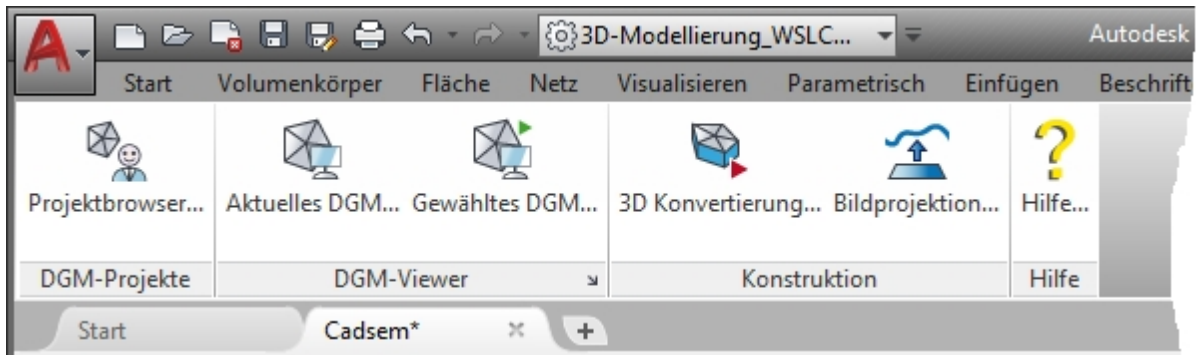 3D-Modellierung_WSLC... Autodesk
Start Volumenkörper Fläche Netz Visualisieren Parametrisch Einfügen Beschrift
Projektbrowser... Aktuelles DGM... Gewähltes DGM... 3D Konvertierung... Bildprojektion... Hilfe...
DGM-Projekte DGM-Viewer Konstruktion Hilfe
Start Cadsem*